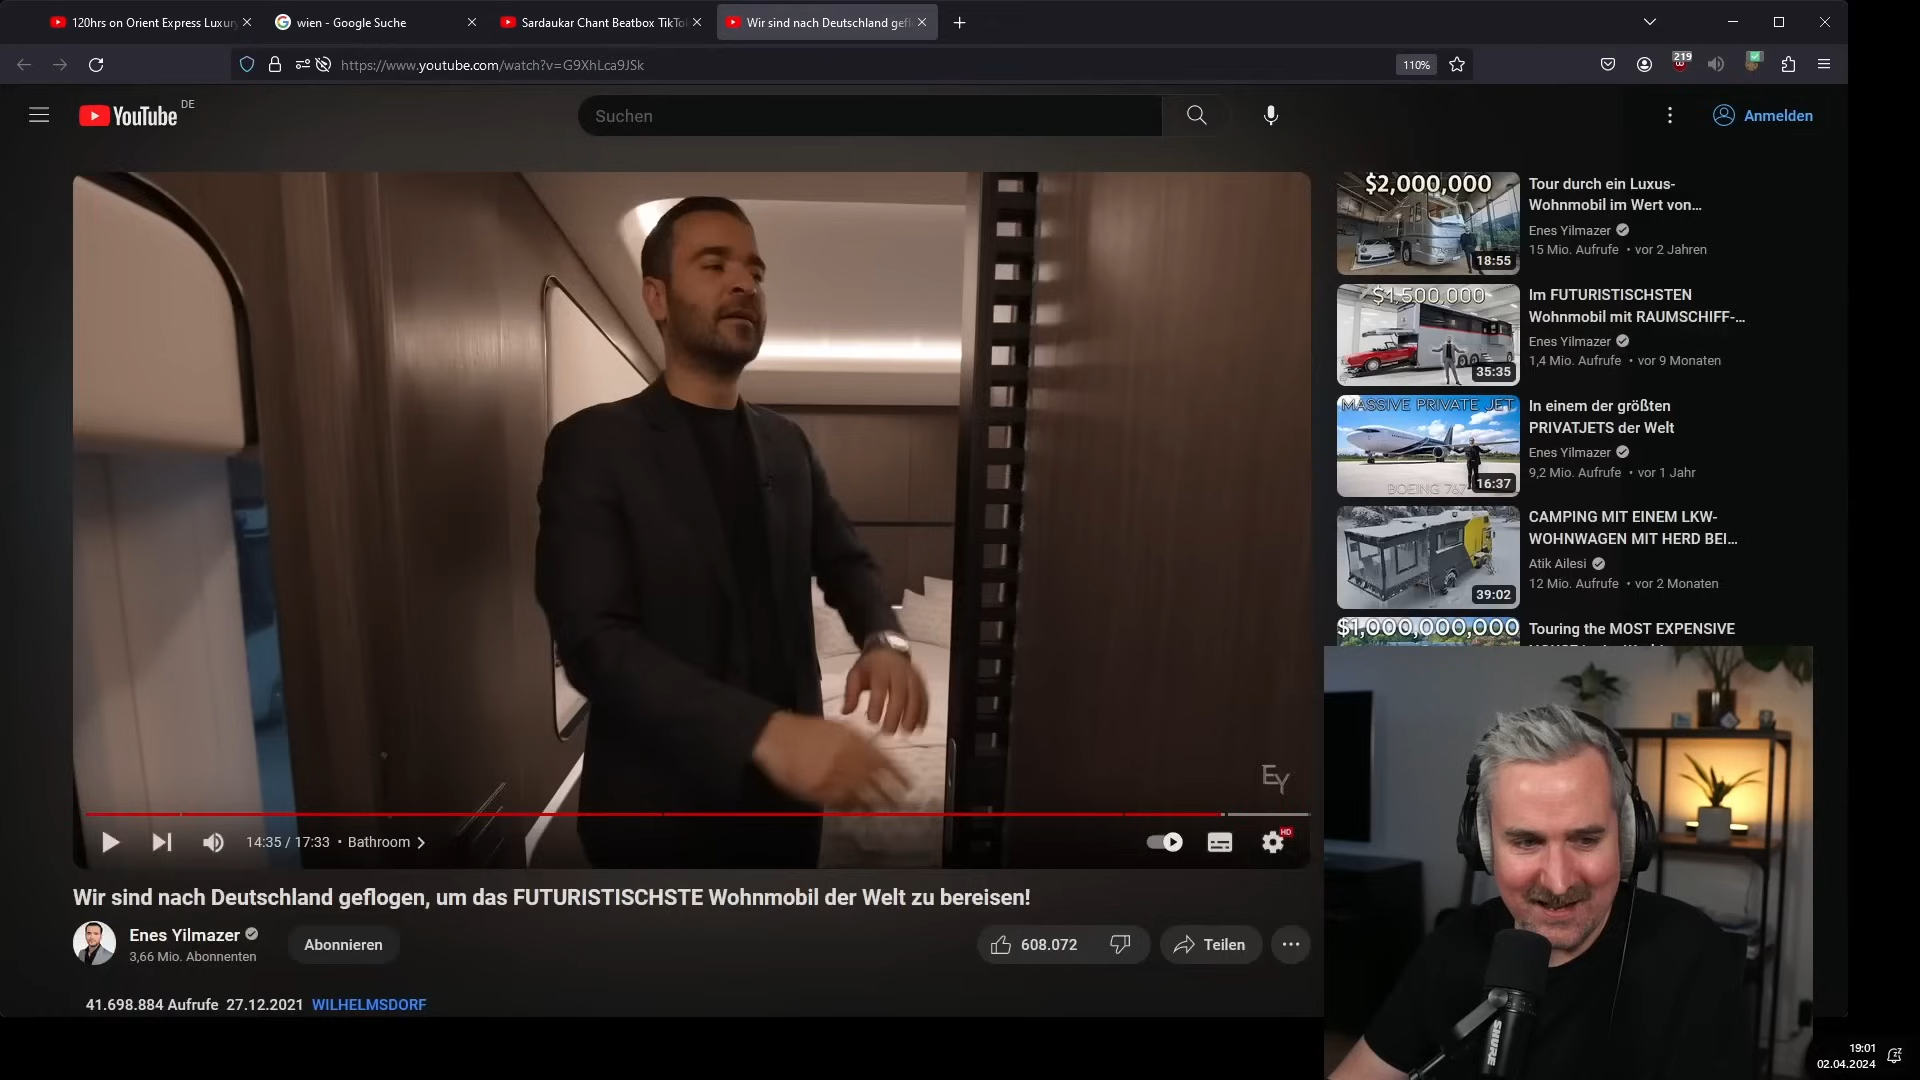 120hrs on Orient Express Luxury
wien - Google Suche
Sardaukar Chant Beatbox TikTo
Wir sind nach Deutschland gefl
https://www.youtube.com/watch?v=G9XhLca9JSk
110%
219
YouTube DE
Suchen
Anmelden
EY
14:35 / 17:33 • Bathroom
HD
Wir sind nach Deutschland geflogen, um das FUTURISTISCHSTE Wohnmobil der Welt zu bereisen!
Enes Yilmazer
3,66 Mio. Abonnenten
Abonnieren
608.072
Teilen
41.698.884 Aufrufe 27.12.2021 WILHELMSDORF
$2,000,000
18:55
Tour durch ein Luxus-
Wohnmobil im Wert von…
Enes Yilmazer
15 Mio. Aufrufe • vor 2 Jahren
$1,500,000
35:35
Im FUTURISTISCHSTEN
Wohnmobil mit RAUMSCHIFF-…
Enes Yilmazer
1,4 Mio. Aufrufe • vor 9 Monaten
MASSIVE PRIVATE JET
BOEING 767
16:37
In einem der größten
PRIVATJETS der Welt
Enes Yilmazer
9,2 Mio. Aufrufe • vor 1 Jahr
39:02
CAMPING MIT EINEM LKW-
WOHNWAGEN MIT HERD BEI…
Atik Ailesi
12 Mio. Aufrufe • vor 2 Monaten
$1,000,000,000
Touring the MOST EXPENSIVE
SHURE
19:01
02.04.2024